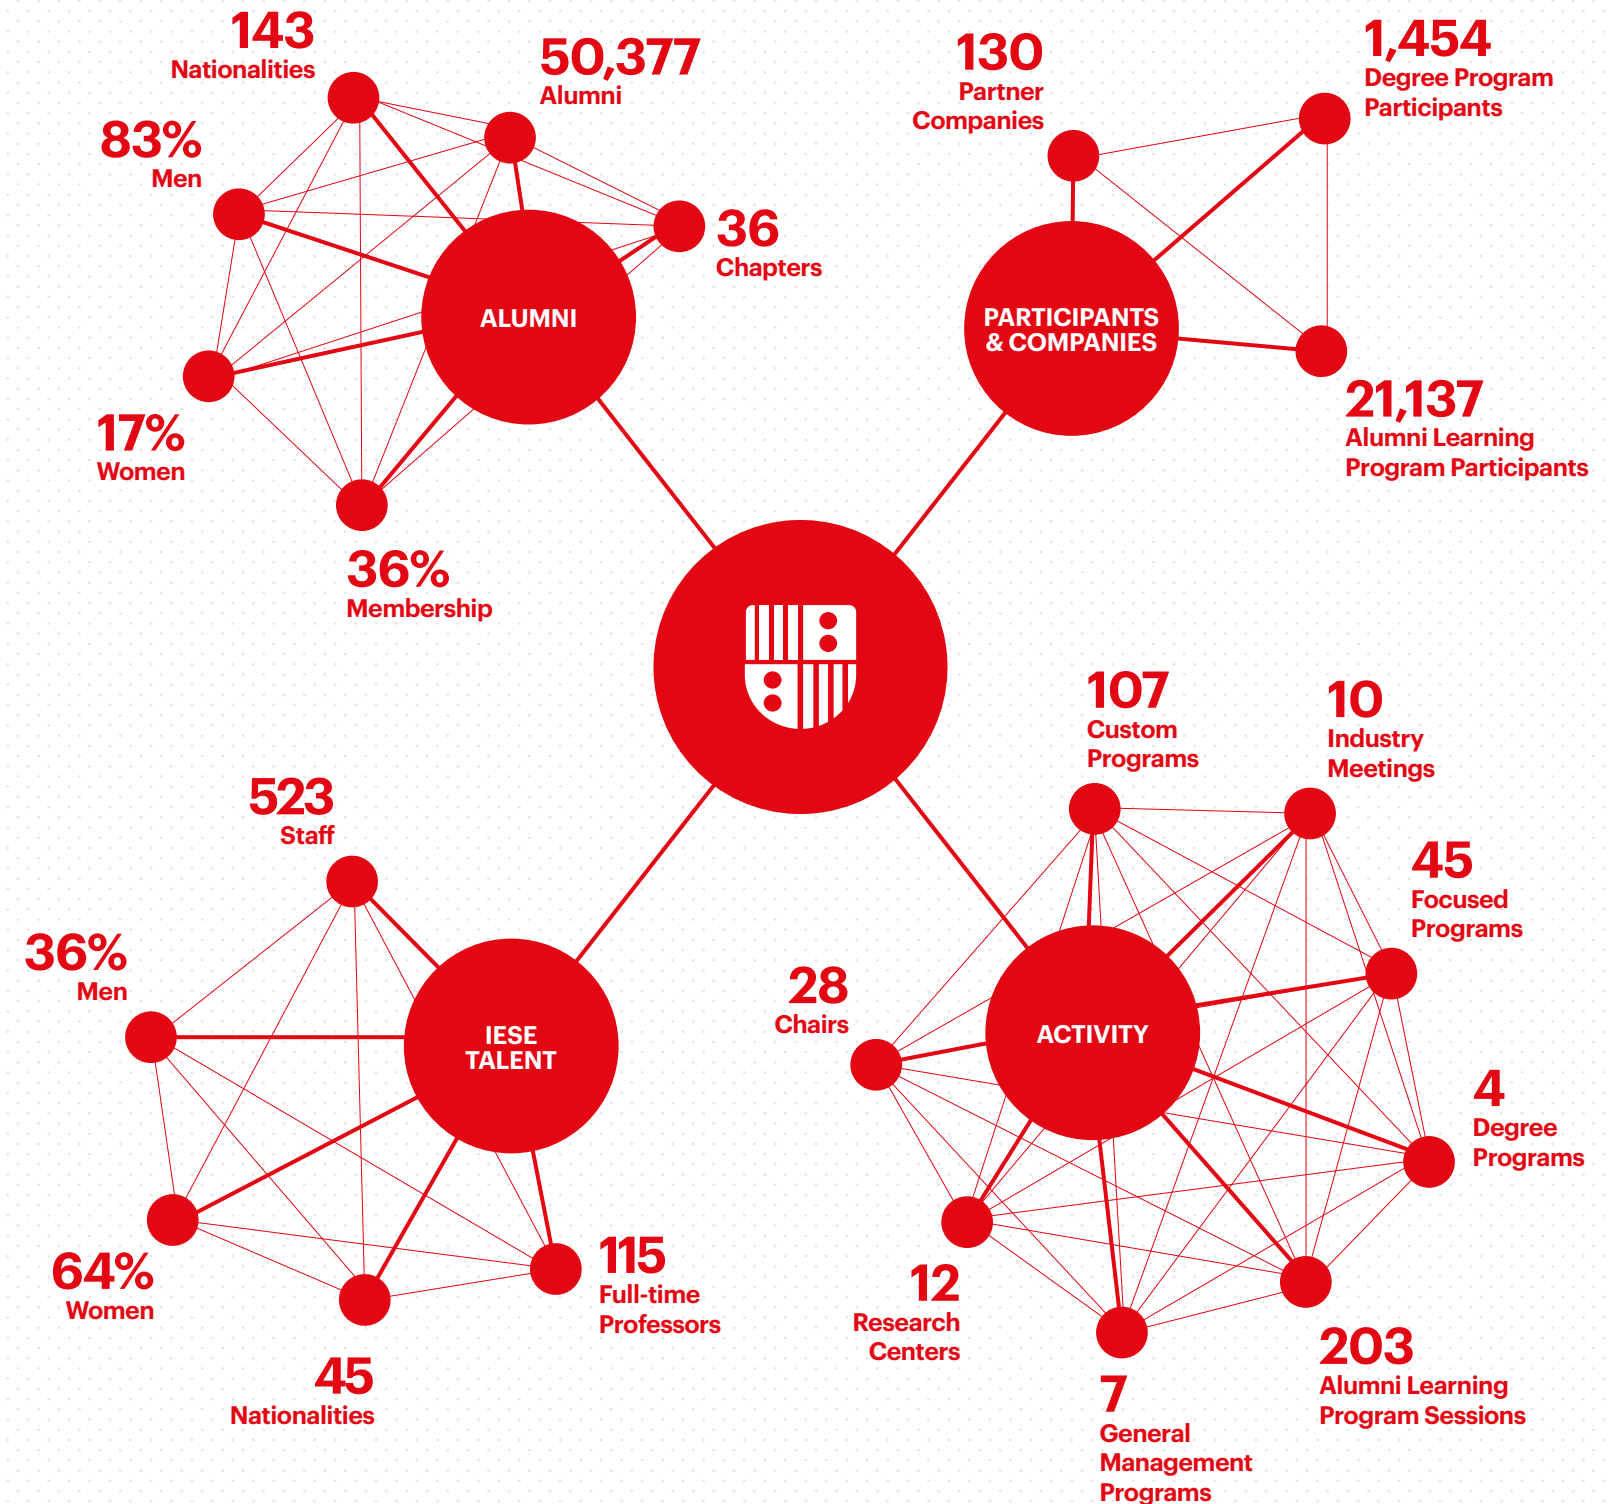 143
Nationalities
50,377
Alumni
83%
Men
36
Chapters
ALUMNI
17%
Women
36%
Membership
130
Partner
Companies
1,454
Degree Program
Participants
PARTICIPANTS
& COMPANIES
21,137
Alumni Learning
Program Participants
523
Staff
36%
Men
IESE
TALENT
64%
Women
45
Nationalities
115
Full-time
Professors
107
Custom
Programs
10
Industry
Meetings
45
Focused
Programs
28
Chairs
ACTIVITY
4
Degree
Programs
12
Research
Centers
7
General
Management
Programs
203
Alumni Learning
Program Sessions